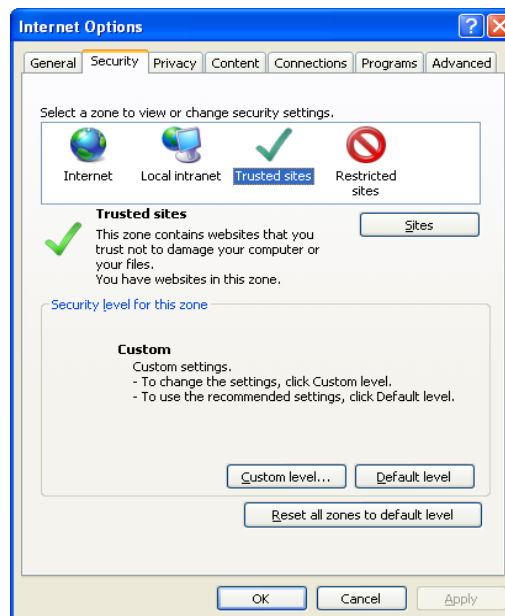 Internet Options
General Security Privacy Content Connections Programs Advanced
Select a zone to view or change security settings.
Internet Local intranet Trusted sites Restricted
sites
Trusted sites
Sites
This zone contains websites that you
trust not to damage your computer or
your files.
You have websites in this zone.
Security level for this zone
Custom
Custom settings.
- To change the settings, click Custom level.
- To use the recommended settings, click Default level.
Custom level... Default level
Reset all zones to default level
OK Cancel Apply